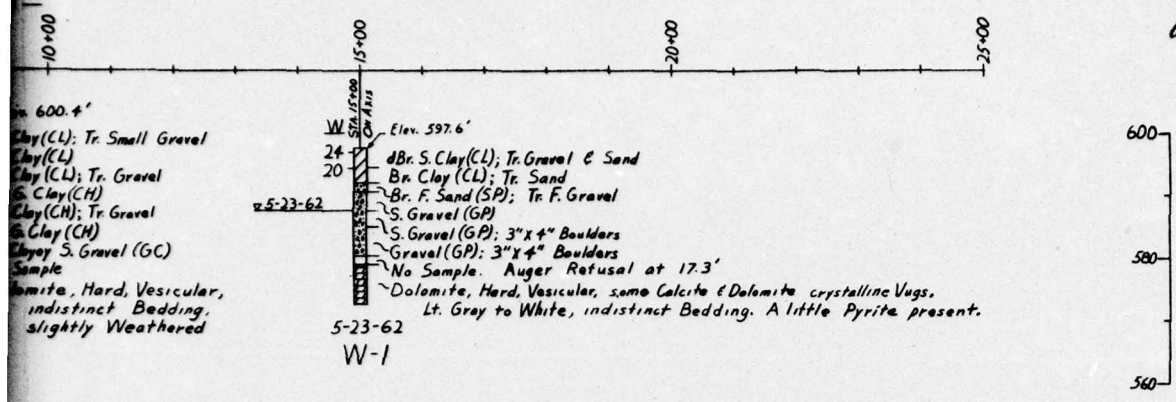 10+00
15+00
20+00
25+00
600.4'
Clay (CL); Tr. Small Gravel
Clay (CL)
Clay (CL); Tr. Gravel
G. Clay (CH)
Clay (CH); Tr. Gravel
G. Clay (CH)
Clayey S. Gravel (GC)
Sample
Dolomite, Hard, Vesicular,
indistinct Bedding,
slightly Weathered
STA. 15+00
On Axis
W
24
20
Elev. 597.6'
dBr. S. Clay (CL); Tr. Gravel & Sand
Br. Clay (CL); Tr. Sand
Br. F. Sand (SP); Tr. F. Gravel
5-23-62
S. Gravel (GP)
S. Gravel (GP); 3"x 4" Boulders
Gravel (GP); 3"x 4" Boulders
No Sample. Auger Refusal at 17.3'
Dolomite, Hard, Vesicular, some Calcite & Dolomite crystalline Vugs.
Lt. Gray to White, indistinct Bedding. A little Pyrite present.
5-23-62
W-1
600
580
560